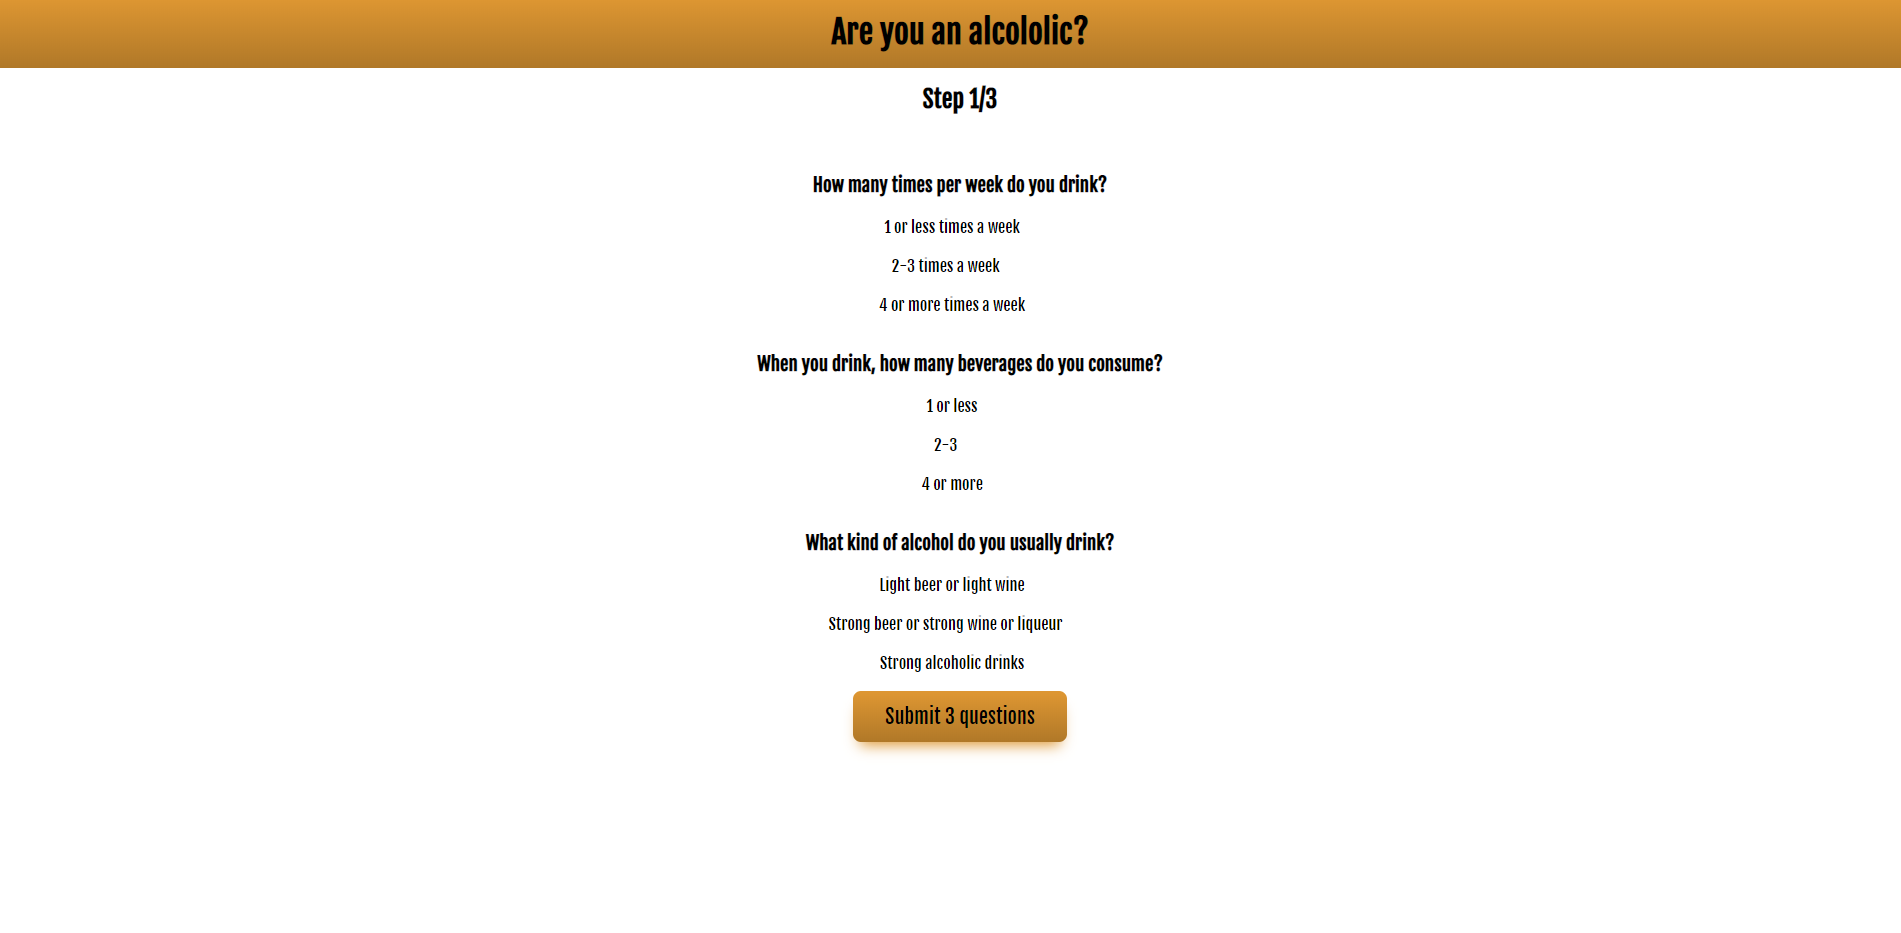 Are you an alcololic?
Step 1/3
How many times per week do you drink?
1 or less times a week
2-3 times a week
4 or more times a week
When you drink, how many beverages do you consume?
1 or less
2-3
4 or more
What kind of alcohol do you usually drink?
Light beer or light wine
Strong beer or strong wine or liqueur
Strong alcoholic drinks
Submit 3 questions